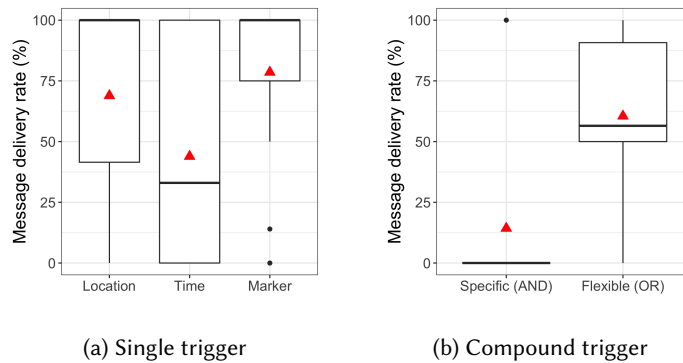 Message delivery rate (%)
100
75
50
25
0
Location Time Marker
(a) Single trigger
Message delivery rate (%)
100
75
50
25
0
Specific (AND) Flexible (OR)
(b) Compound trigger